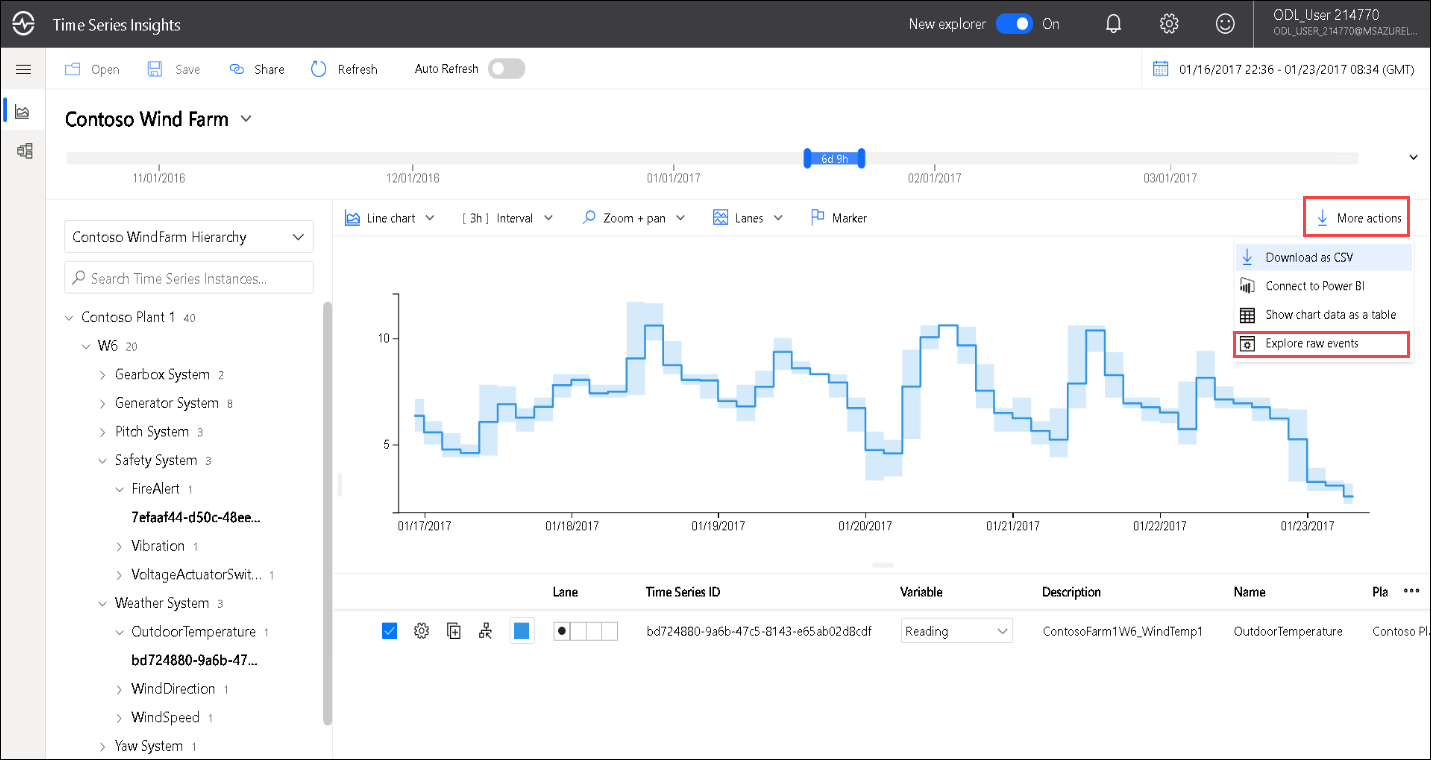 Time Series Insights
New explorer On
ODL_User 214770
ODL_USER_214770@MSAZUREL...
Open Save Share Refresh Auto Refresh
01/16/2017 22:36 - 01/23/2017 08:34 (GMT)
Contoso Wind Farm
6d 9h
11/01/2016 12/01/2016 01/01/2017 02/01/2017 03/01/2017
Line chart [ 3h ] Interval Zoom + pan Lanes Marker More actions
Download as CSV
Connect to Power BI
Show chart data as a table
Explore raw events
Contoso WindFarm Hierarchy
Search Time Series Instances...
Contoso Plant 1 40
W6 20
Gearbox System 2
Generator System 8
Pitch System 3
Safety System 3
FireAlert 1
7efaaf44-d50c-48ee...
Vibration 1
VoltageActuatorSwit... 1
Weather System 3
OutdoorTemperature 1
bd724880-9a6b-47...
WindDirection 1
WindSpeed 1
Yaw System 1
10
5
01/17/2017 01/18/2017 01/19/2017 01/20/2017 01/21/2017 01/22/2017 01/23/2017
Lane Time Series ID Variable Description Name Pla ...
bd724880-9a6b-47c5-8143-e65ab02d8cdf Reading ContosoFarm1W6_WindTemp1 OutdoorTemperature Contoso Pl